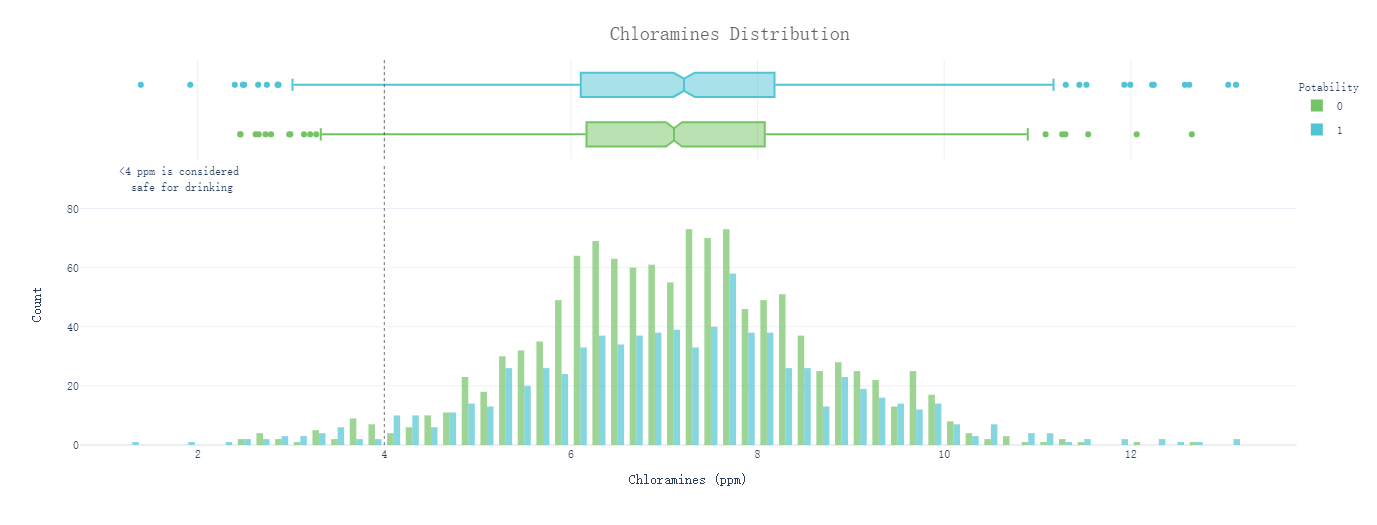 Chloramines Distribution
Potability
0
1
<4 ppm is considered
safe for drinking
80
60
40
20
0
Count
2
4
6
8
10
12
Chloramines (ppm)